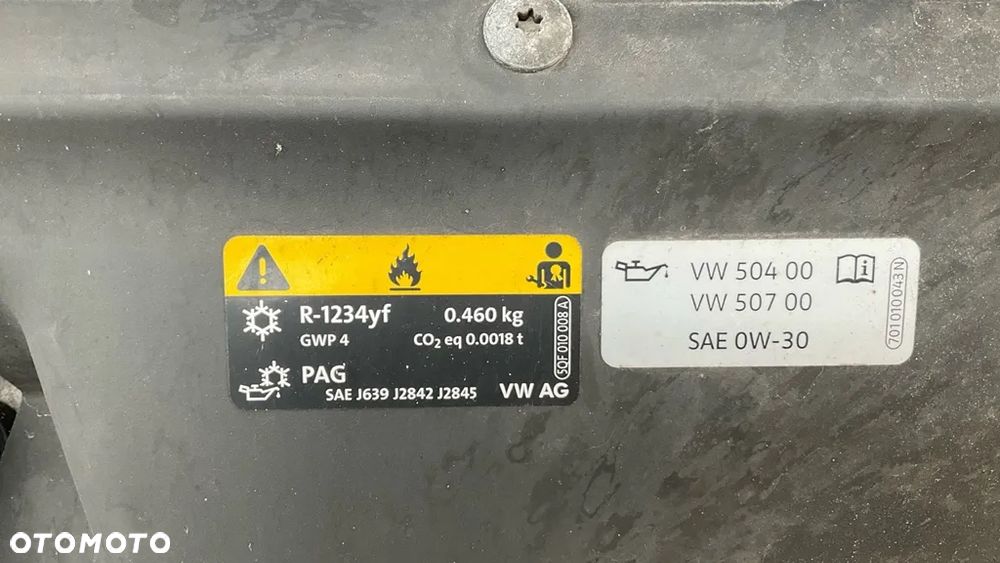 R-1234yf 0.460 kg
GWP 4 CO₂ eq 0.0018 t
PAG
SAE J639 J2842 J2845 VW AG
5QF 010 008 A
VW 504 00
VW 507 00
SAE 0W-30
701010043N
OTOMOTO